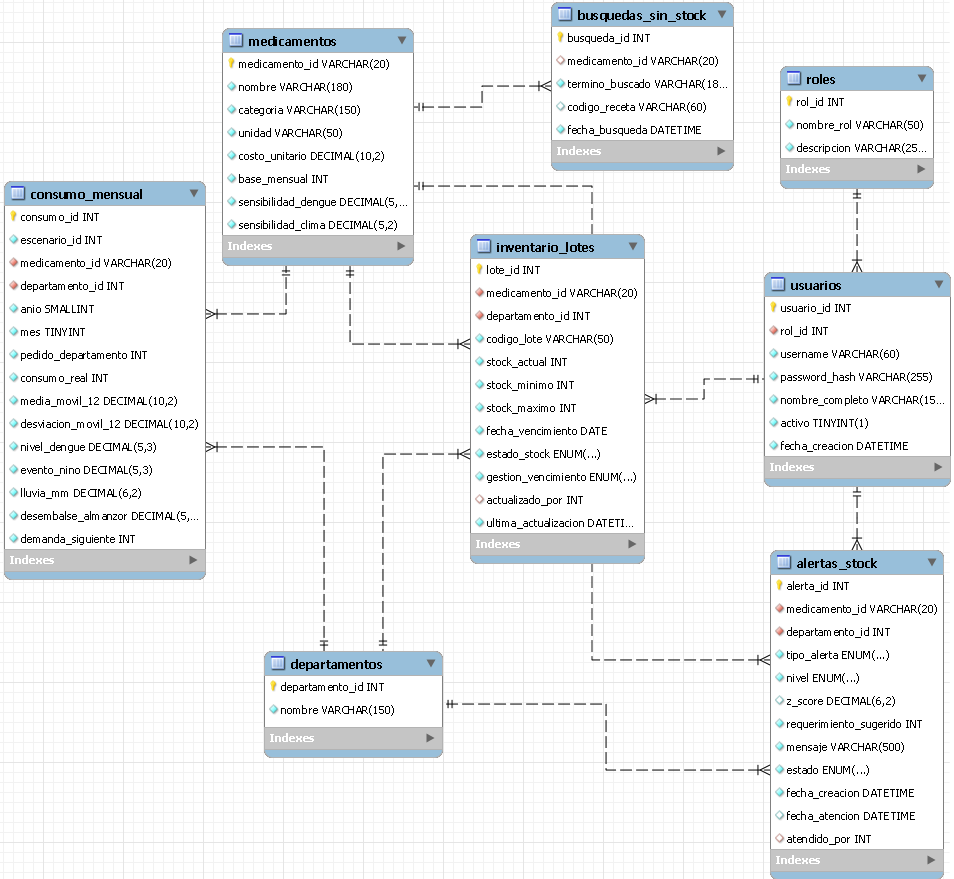 medicamentos
medicamento_id VARCHAR(20)
nombre VARCHAR(180)
categoria VARCHAR(150)
unidad VARCHAR(50)
costo_unitario DECIMAL(10,2)
base_mensual INT
sensibilidad_dengue DECIMAL(5,...
sensibilidad_clima DECIMAL(5,2)
Indexes
busquedas_sin_stock
busqueda_id INT
medicamento_id VARCHAR(20)
termino_buscado VARCHAR(18...
codigo_receta VARCHAR(60)
fecha_busqueda DATETIME
Indexes
roles
rol_id INT
nombre_rol VARCHAR(50)
descripcion VARCHAR(25...
Indexes
consumo_mensual
consumo_id INT
escenario_id INT
medicamento_id VARCHAR(20)
departamento_id INT
anio SMALLINT
mes TINYINT
pedido_departamento INT
consumo_real INT
media_movil_12 DECIMAL(10,2)
desviacion_movil_12 DECIMAL(10,2)
nivel_dengue DECIMAL(5,3)
evento_nino DECIMAL(5,3)
lluvia_mm DECIMAL(6,2)
desembalse_almanzor DECIMAL(5,...
demanda_siguiente INT
Indexes
inventario_lotes
lote_id INT
medicamento_id VARCHAR(20)
departamento_id INT
codigo_lote VARCHAR(50)
stock_actual INT
stock_minimo INT
stock_maximo INT
fecha_vencimiento DATE
estado_stock ENUM(...)
gestion_vencimiento ENUM(...)
actualizado_por INT
ultima_actualizacion DATETI...
Indexes
usuarios
usuario_id INT
rol_id INT
username VARCHAR(60)
password_hash VARCHAR(255)
nombre_completo VARCHAR(15...
activo TINYINT(1)
fecha_creacion DATETIME
Indexes
departamentos
departamento_id INT
nombre VARCHAR(150)
Indexes
alertas_stock
alerta_id INT
medicamento_id VARCHAR(20)
departamento_id INT
tipo_alerta ENUM(...)
nivel ENUM(...)
z_score DECIMAL(6,2)
requerimiento_sugerido INT
mensaje VARCHAR(500)
estado ENUM(...)
fecha_creacion DATETIME
fecha_atencion DATETIME
atendido_por INT
Indexes